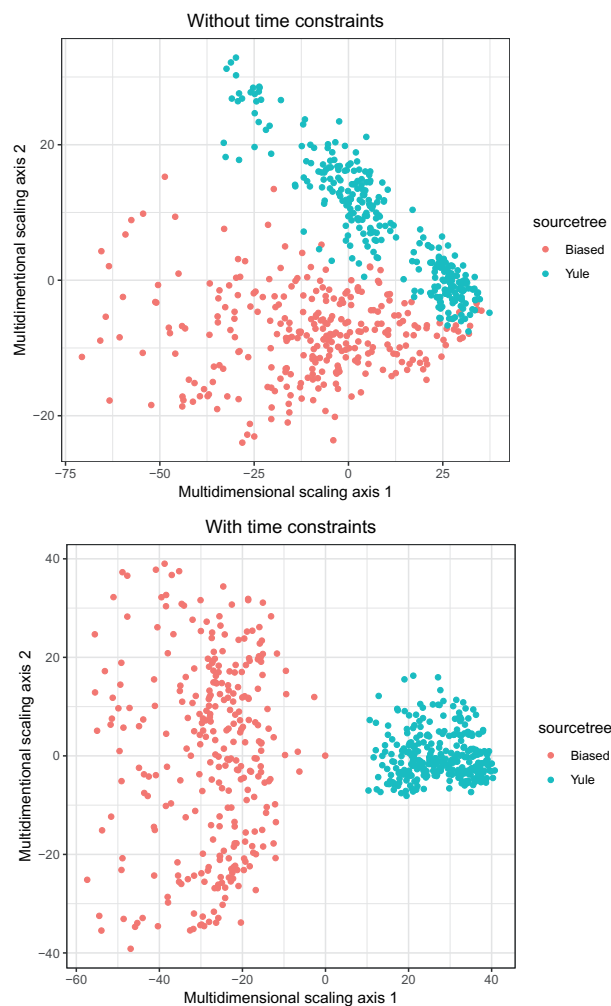 Without time constraints
Multidimentional scaling axis 2
20
0
−20
−75
−50
−25
0
25
Multidimensional scaling axis 1
sourcetree
Biased
Yule
With time constraints
Multidimentional scaling axis 2
40
20
0
−20
−40
−60
−40
−20
0
20
40
Multidimensional scaling axis 1
sourcetree
Biased
Yule